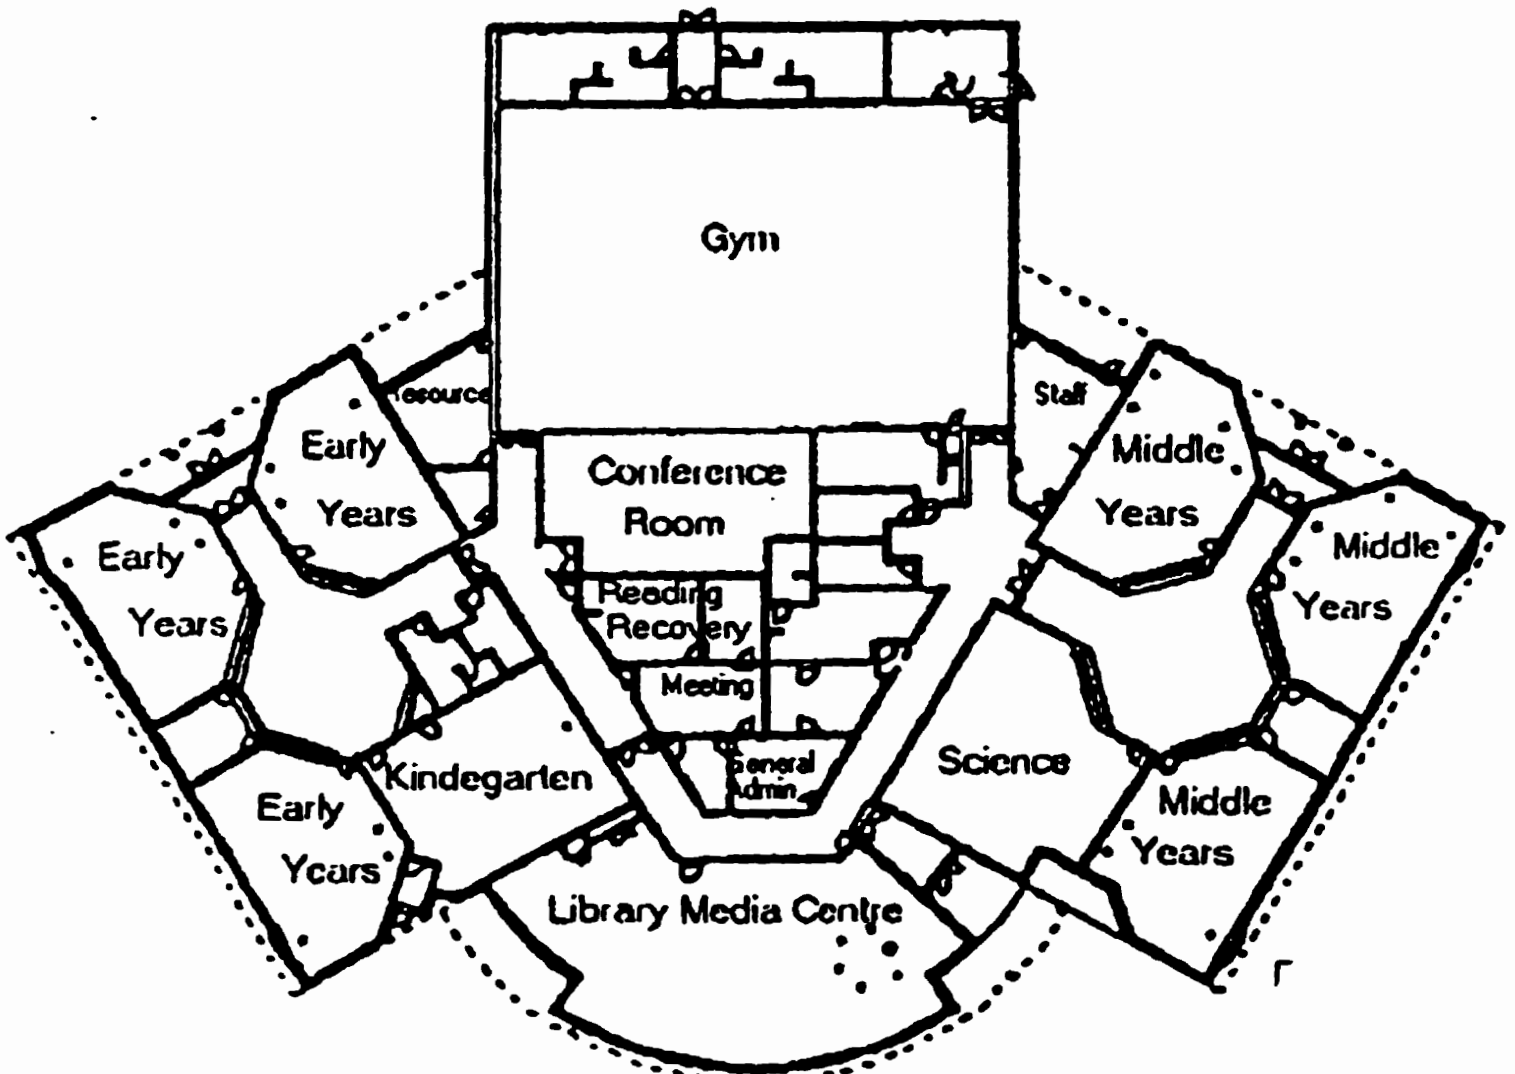 Gym
Resource
Staff
Early
Years
Conference
Room
Middle
Years
Early
Years
Middle
Years
Reading
Recovery
Meeting
Kindegarten
General
Admin
Science
Early
Years
Middle
Years
Library Media Centre